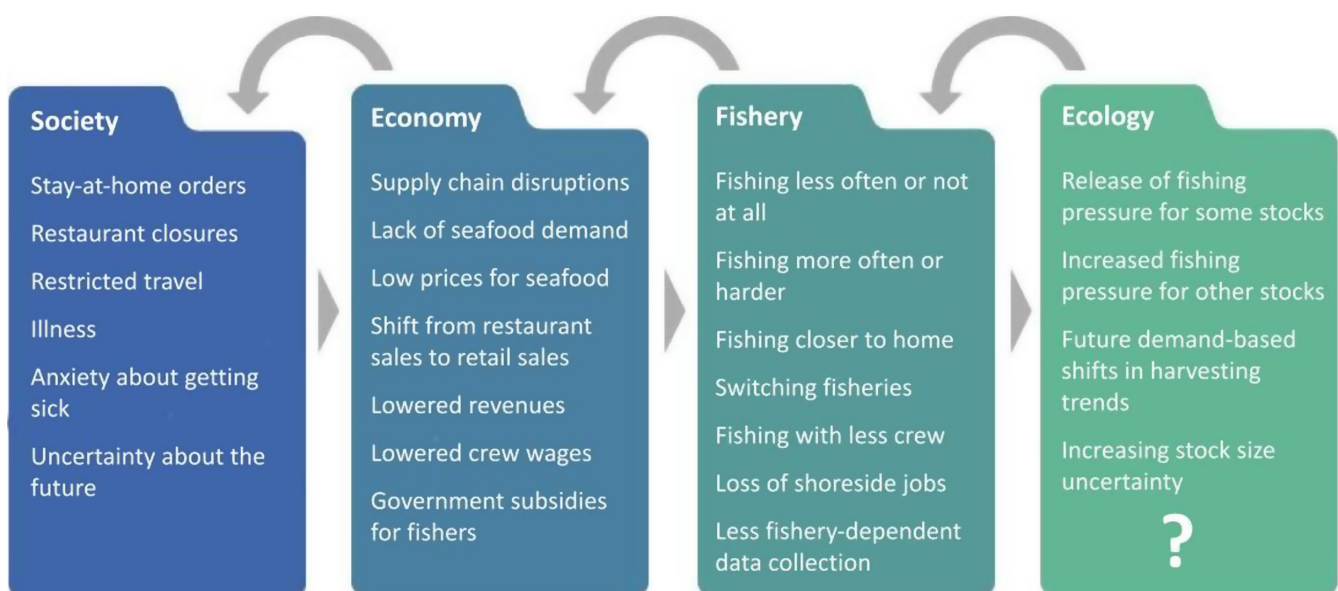 Society
Stay-at-home orders
Restaurant closures
Restricted travel
Illness
Anxiety about getting
sick
Uncertainty about the
future
Economy
Supply chain disruptions
Lack of seafood demand
Low prices for seafood
Shift from restaurant
sales to retail sales
Lowered revenues
Lowered crew wages
Government subsidies
for fishers
Fishery
Fishing less often or not
at all
Fishing more often or
harder
Fishing closer to home
Switching fisheries
Fishing with less crew
Loss of shoreside jobs
Less fishery-dependent
data collection
Ecology
Release of fishing
pressure for some stocks
Increased fishing
pressure for other stocks
Future demand-based
shifts in harvesting
trends
Increasing stock size
uncertainty
?